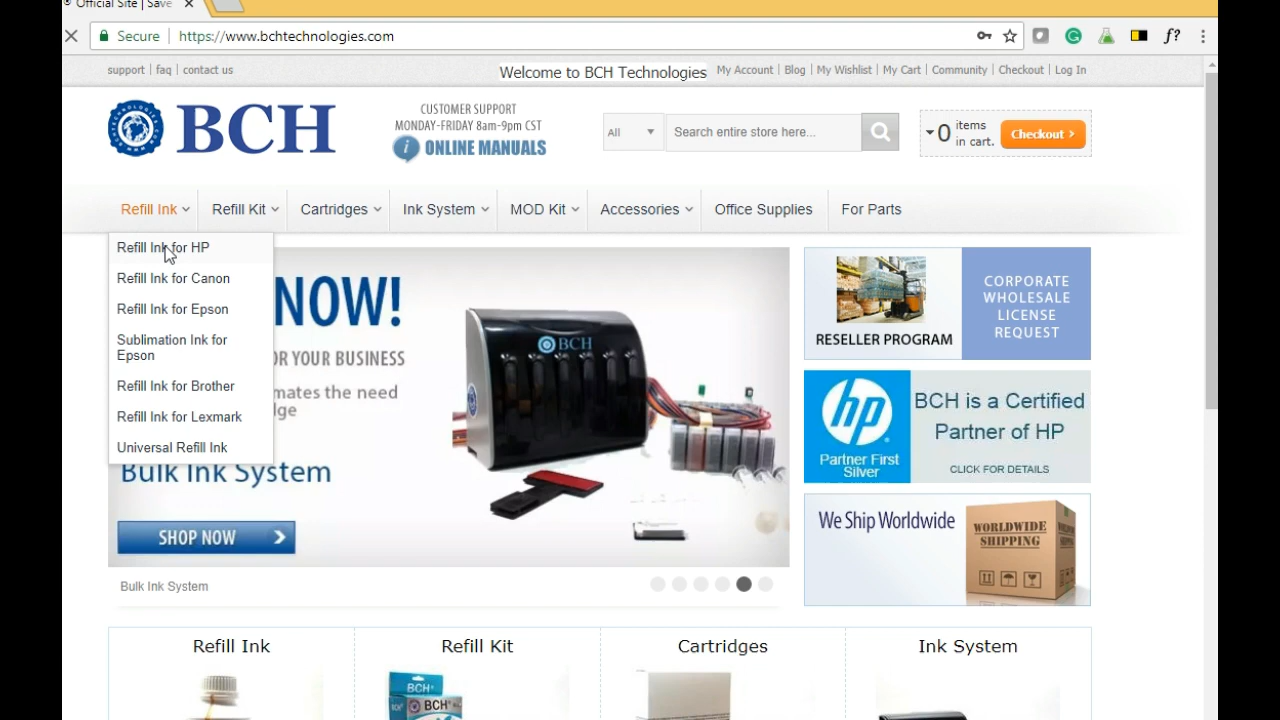 Official Site | Save
Secure | https://www.bchtechnologies.com
f?
support | faq | contact us
Welcome to BCH Technologies
My Account | Blog | My Wishlist | My Cart | Community | Checkout | Log In
BCH
CUSTOMER SUPPORT
MONDAY-FRIDAY 8am-9pm CST
ONLINE MANUALS
All
Search entire store here...
0 items in cart.
Checkout >
Refill Ink
Refill Kit
Cartridges
Ink System
MOD Kit
Accessories
Office Supplies
For Parts
Refill Ink for HP
Refill Ink for Canon
Refill Ink for Epson
Sublimation Ink for
Epson
Refill Ink for Brother
Refill Ink for Lexmark
Universal Refill Ink
NOW!
OR YOUR BUSINESS
mates the need
dge
Bulk Ink System
SHOP NOW
BCH
Bulk Ink System
RESELLER PROGRAM
CORPORATE
WHOLESALE
LICENSE
REQUEST
hp
Partner First
Silver
BCH is a Certified
Partner of HP
CLICK FOR DETAILS
We Ship Worldwide
WORLDWIDE
SHIPPING
Refill Ink
Refill Kit
Cartridges
Ink System
BCH
BCH